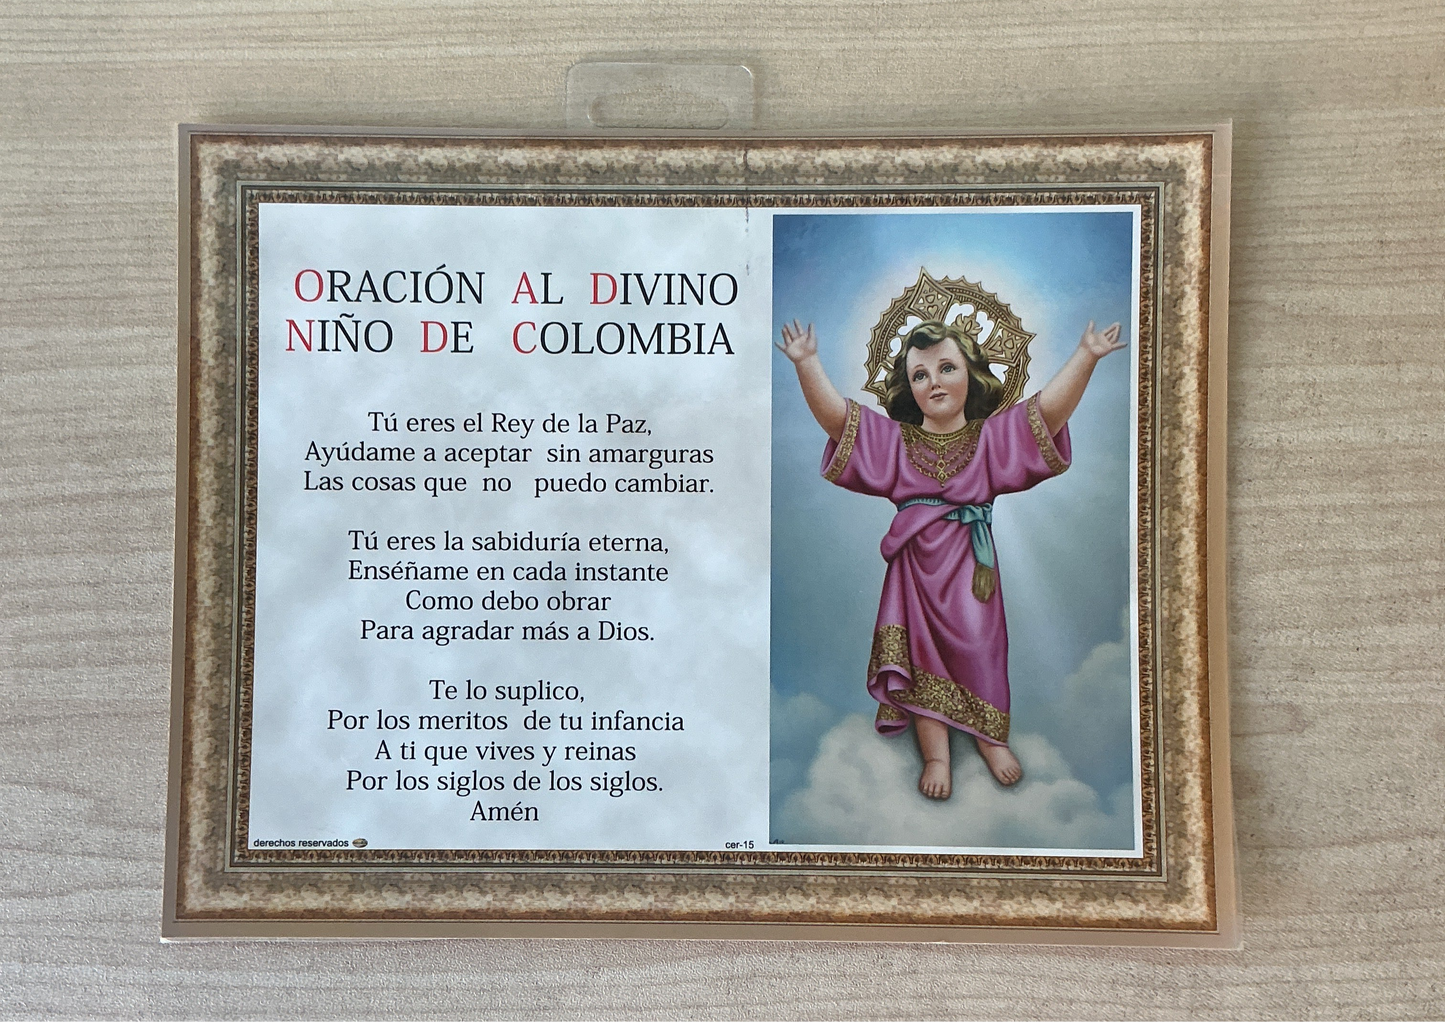 ORACIÓN AL DIVINO
NIÑO DE COLOMBIA
Tú eres el Rey de la Paz,
Ayúdame a aceptar sin amarguras
Las cosas que no puedo cambiar.
Tú eres la sabiduría eterna,
Enséñame en cada instante
Como debo obrar
Para agradar más a Dios.
Te lo suplico,
Por los meritos de tu infancia
A ti que vives y reinas
Por los siglos de los siglos.
Amén
derechos reservados
cer-15